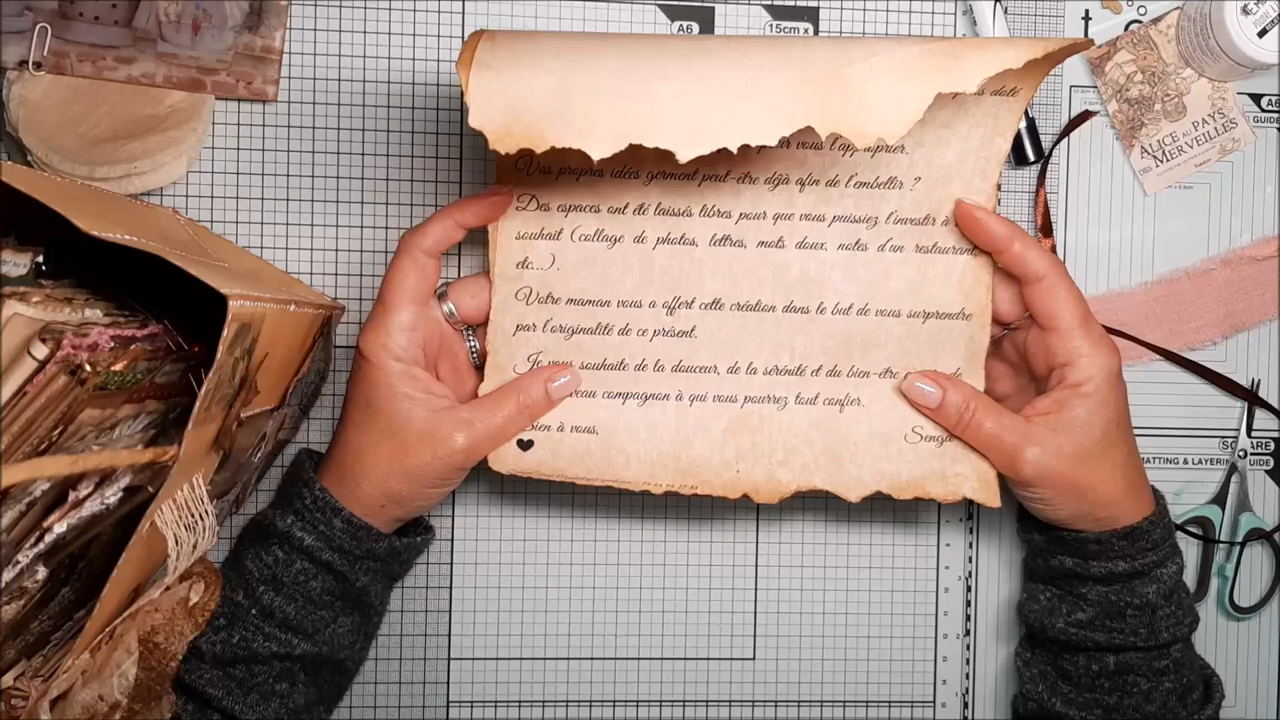 A6
15cm x
plus doté
vous l'approprier.
Vos propres idées germent peut-être déjà afin de l'embellir ?
Des espaces ont été laissés libres pour que vous puissiez l'investir à
souhait (collage de photos, lettres, mots doux, notes d'un restaurant,
etc...).
Votre maman vous a offert cette création dans le but de vous surprendre
par l'originalité de ce présent.
Je vous souhaite de la douceur, de la sérénité et du bien-être
à qui vous pourrez tout confier.
Bien à vous,
Senga
ALICE AU PAYS
DES MERVEILLES
A6
GUIDE
SQUARE
MATTING & LAYERING GUIDE